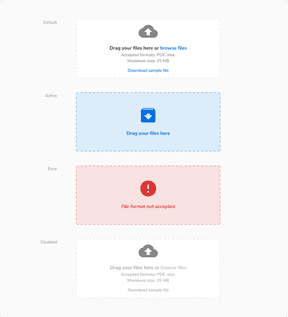 Default
Drag your files here or browse files
Accepted formats: PDF, xlsx.
Maximum size: 25 MB
Download sample file
Active
Drag your files here
Error
File format not accepted
Disabled
Drag your files here or browse files
Accepted formats: PDF, xlsx.
Maximum size: 25 MB
Download sample file